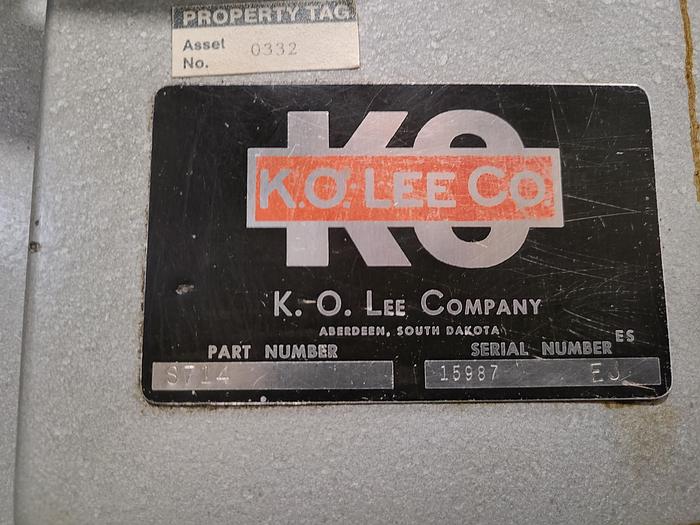 PROPERTY TAG
Asset No. 0332
KO
K.O. LEE CO.
K. O. LEE COMPANY
ABERDEEN, SOUTH DAKOTA
PART NUMBER SERIAL NUMBER ES
S714 15987 EJ